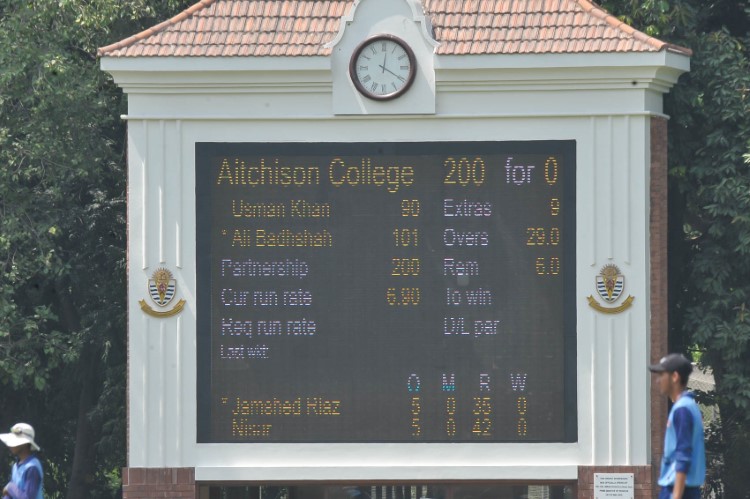 Aitchison College 200 for 0
Usman Khan 90 Extras 9
* Ali Badhshah 101 Overs 29.0
Partnership 200 Rem 6.0
Cur run rate 6.90 To win
Req run rate D/L par
Last wkt:
O M R W
* Jamshed Riaz 5 0 35 0
Nisar 5 0 42 0